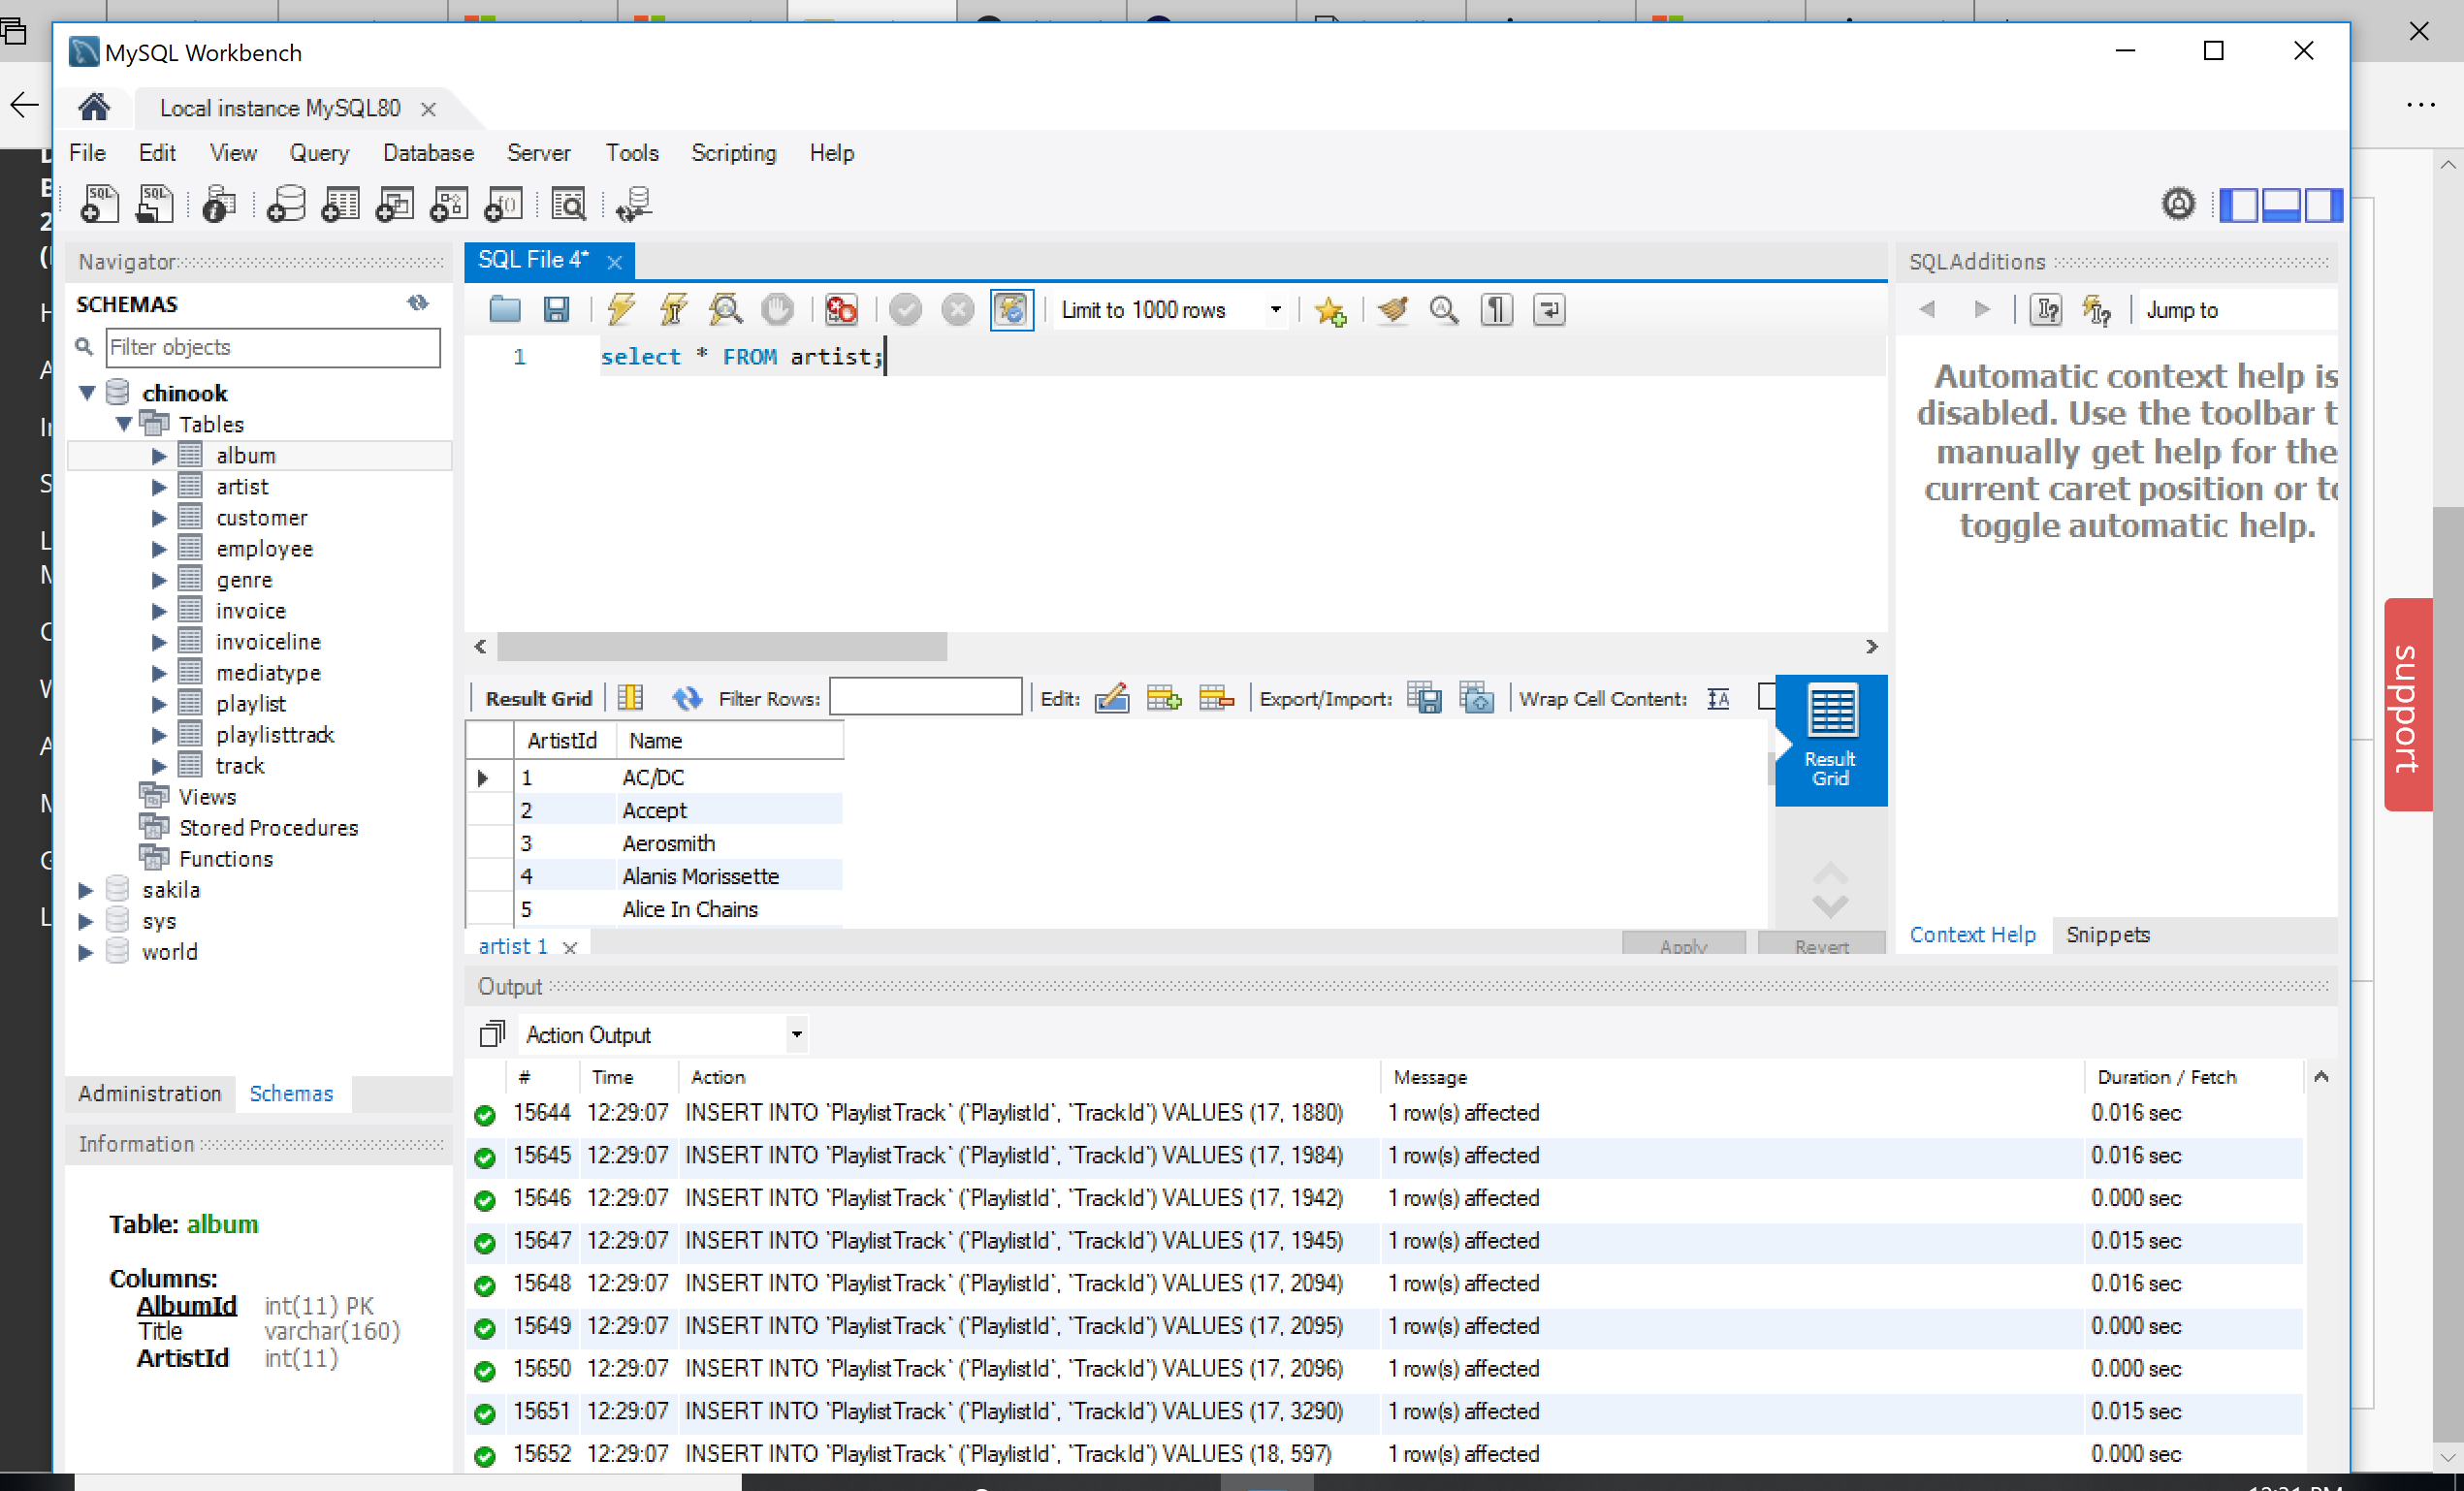 MySQL Workbench
Local instance MySQL80
File Edit View Query Database Server Tools Scripting Help
Navigator
SCHEMAS
Filter objects
chinook
Tables
album
artist
customer
employee
genre
invoice
invoiceline
mediatype
playlist
playlisttrack
track
Views
Stored Procedures
Functions
sakila
sys
world
Administration Schemas
Information
Table: album
Columns:
AlbumId int(11) PK
Title varchar(160)
ArtistId int(11)
SQL File 4*
Limit to 1000 rows
1 select * FROM artist;
Result Grid Filter Rows: Edit: Export/Import: Wrap Cell Content:
ArtistId Name
1 AC/DC
2 Accept
3 Aerosmith
4 Alanis Morissette
5 Alice In Chains
Result
Grid
artist 1 Apply Revert
SQLAdditions
Jump to
Automatic context help is
disabled. Use the toolbar t
manually get help for the
current caret position or to
toggle automatic help.
Context Help Snippets
support
Output
Action Output
# Time Action Message Duration / Fetch
15644 12:29:07 INSERT INTO `PlaylistTrack` (`PlaylistId`, `TrackId`) VALUES (17, 1880) 1 row(s) affected 0.016 sec
15645 12:29:07 INSERT INTO `PlaylistTrack` (`PlaylistId`, `TrackId`) VALUES (17, 1984) 1 row(s) affected 0.016 sec
15646 12:29:07 INSERT INTO `PlaylistTrack` (`PlaylistId`, `TrackId`) VALUES (17, 1942) 1 row(s) affected 0.000 sec
15647 12:29:07 INSERT INTO `PlaylistTrack` (`PlaylistId`, `TrackId`) VALUES (17, 1945) 1 row(s) affected 0.015 sec
15648 12:29:07 INSERT INTO `PlaylistTrack` (`PlaylistId`, `TrackId`) VALUES (17, 2094) 1 row(s) affected 0.016 sec
15649 12:29:07 INSERT INTO `PlaylistTrack` (`PlaylistId`, `TrackId`) VALUES (17, 2095) 1 row(s) affected 0.000 sec
15650 12:29:07 INSERT INTO `PlaylistTrack` (`PlaylistId`, `TrackId`) VALUES (17, 2096) 1 row(s) affected 0.000 sec
15651 12:29:07 INSERT INTO `PlaylistTrack` (`PlaylistId`, `TrackId`) VALUES (17, 3290) 1 row(s) affected 0.015 sec
15652 12:29:07 INSERT INTO `PlaylistTrack` (`PlaylistId`, `TrackId`) VALUES (18, 597) 1 row(s) affected 0.000 sec